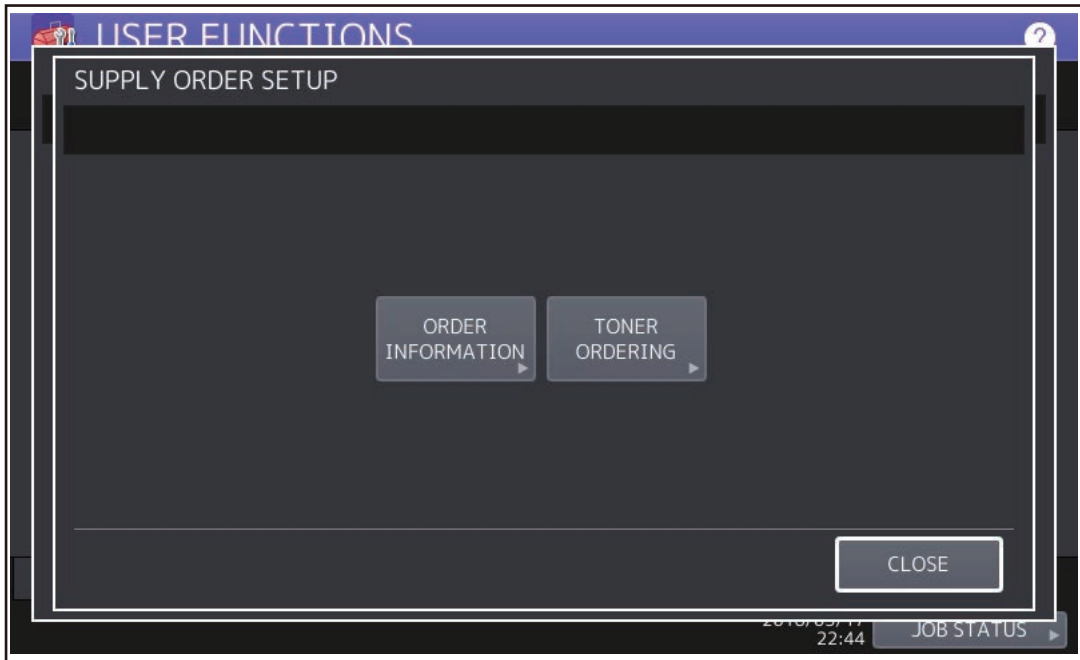 USER FUNCTIONS
?
SUPPLY ORDER SETUP
ORDER
INFORMATION
TONER
ORDERING
CLOSE
22:44
JOB STATUS